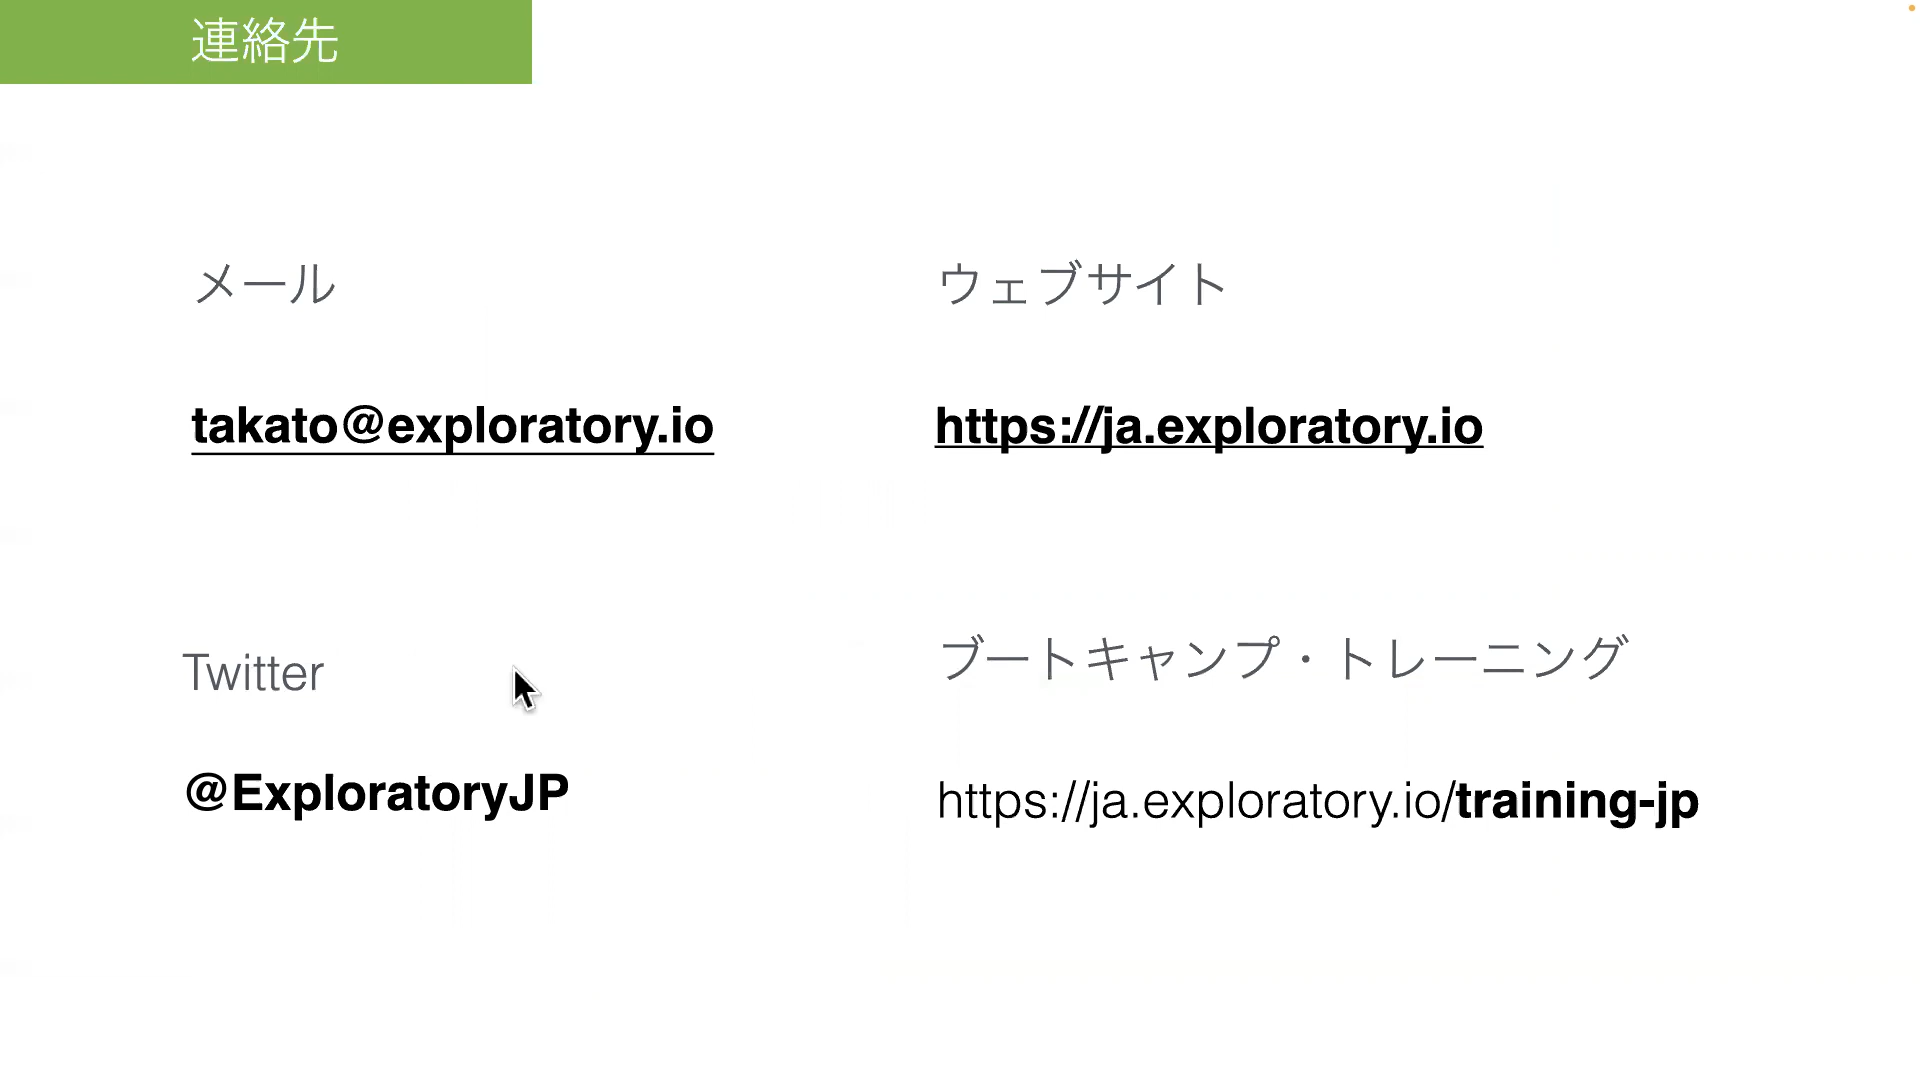 連絡先
メール
takato@exploratory.io
ウェブサイト
https://ja.exploratory.io
Twitter
@ExploratoryJP
ブートキャンプ・トレーニング
https://ja.exploratory.io/training-jp